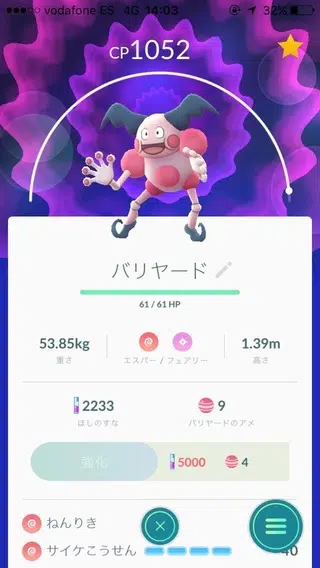 vodafone ES 4G 14:03 32%
CP1052
バリヤード
61 / 61 HP
53.85kg 1.39m
重さ エスパー / フェアリー 高さ
2233 9
ほしのすな バリヤードのアメ
強化 5000 4
ねんりき
サイケこうせん 40